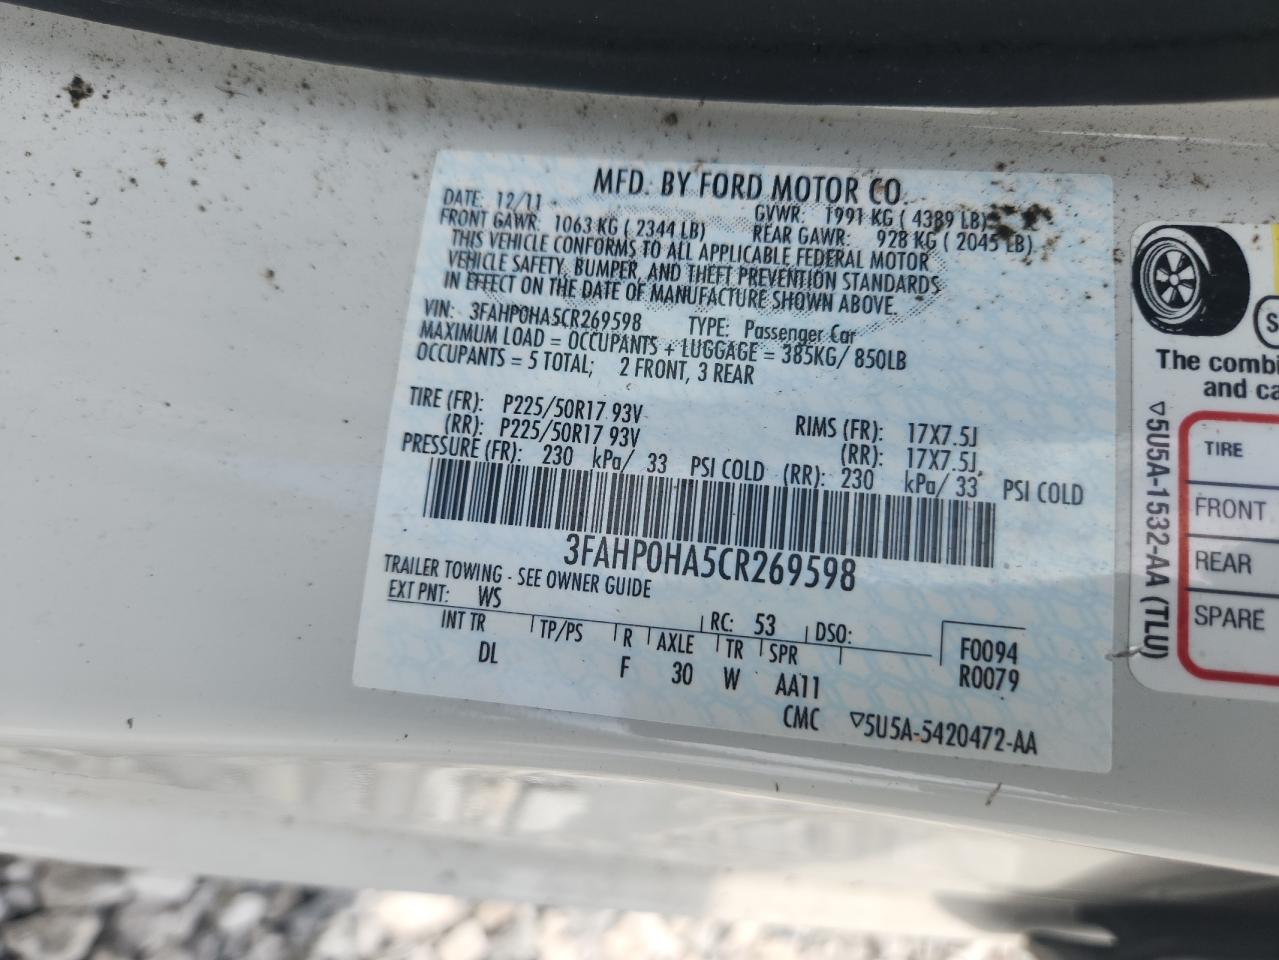 MFD. BY FORD MOTOR CO.
DATE: 12/11 GVWR: 1991 KG ( 4389 LB)
FRONT GAWR: 1063 KG ( 2344 LB) REAR GAWR: 928 KG ( 2045 LB)
THIS VEHICLE CONFORMS TO ALL APPLICABLE FEDERAL MOTOR
VEHICLE SAFETY, BUMPER, AND THEFT PREVENTION STANDARDS
IN EFFECT ON THE DATE OF MANUFACTURE SHOWN ABOVE.
VIN: 3FAHP0HA5CR269598 TYPE: Passenger Car
MAXIMUM LOAD = OCCUPANTS + LUGGAGE = 385KG/ 850LB
OCCUPANTS = 5 TOTAL; 2 FRONT, 3 REAR
TIRE (FR): P225/50R17 93V RIMS (FR): 17X7.5J
(RR): P225/50R17 93V (RR): 17X7.5J
PRESSURE (FR): 230 kPa/ 33 PSI COLD (RR): 230 kPa/ 33 PSI COLD
3FAHP0HA5CR269598
TRAILER TOWING - SEE OWNER GUIDE
EXT PNT: WS RC: 53 DSO:
INT TR TP/PS R AXLE TR SPR F0094
DL F 30 W AA11 R0079
CMC ▽5U5A-5420472-AA
The combi
and ca
▽5U5A-1532-AA (TLU)
TIRE
FRONT
REAR
SPARE